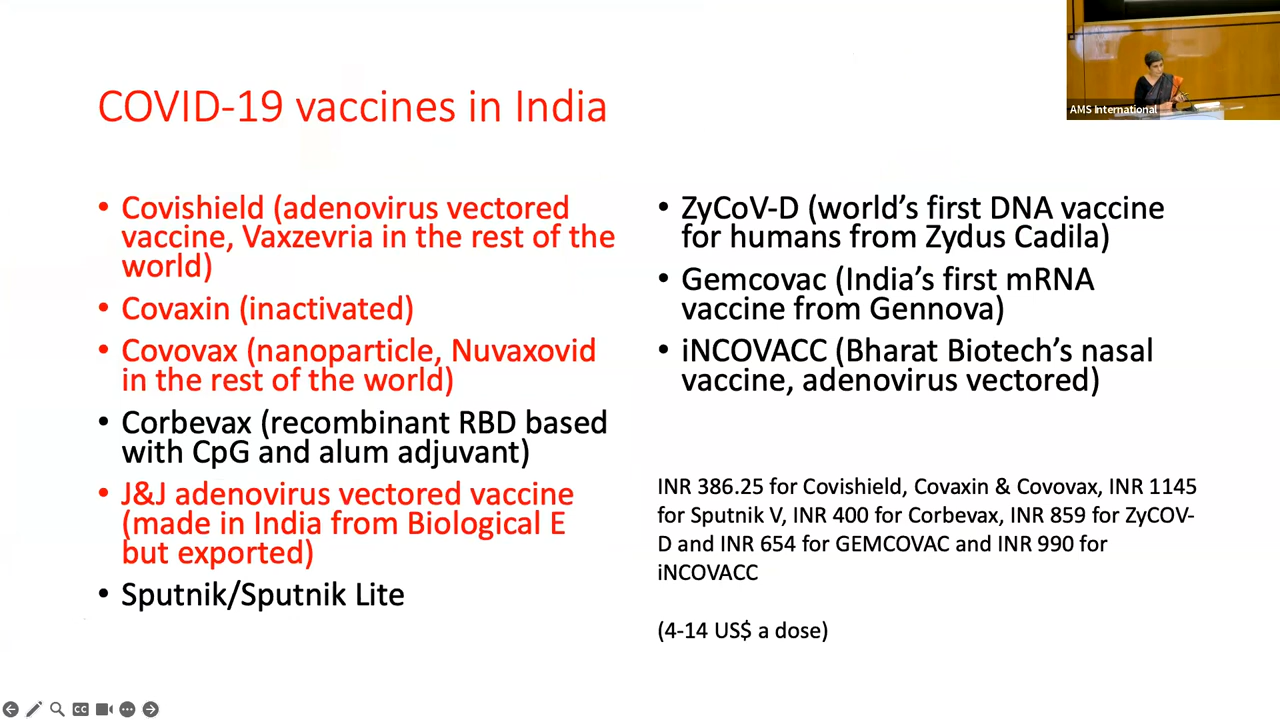 COVID-19 vaccines in India
AMS International
• Covishield (adenovirus vectored
vaccine, Vaxzevria in the rest of the
world)
• Covaxin (inactivated)
• Covovax (nanoparticle, Nuvaxovid
in the rest of the world)
• Corbevax (recombinant RBD based
with CpG and alum adjuvant)
• J&J adenovirus vectored vaccine
(made in India from Biological E
but exported)
• Sputnik/Sputnik Lite
• ZyCoV-D (world’s first DNA vaccine
for humans from Zydus Cadila)
• Gemcovac (India’s first mRNA
vaccine from Gennova)
• iNCOVACC (Bharat Biotech’s nasal
vaccine, adenovirus vectored)
INR 386.25 for Covishield, Covaxin & Covovax, INR 1145
for Sputnik V, INR 400 for Corbevax, INR 859 for ZyCOV-
D and INR 654 for GEMCOVAC and INR 990 for
iNCOVACC
(4-14 US$ a dose)
CC